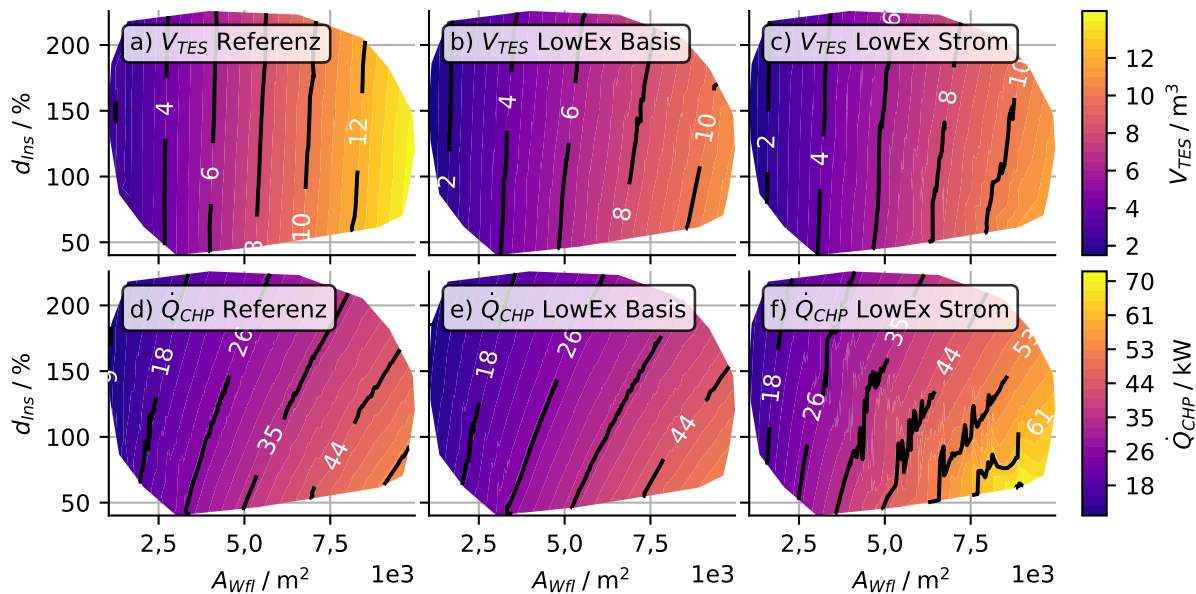 a) V_TES Referenz
b) V_TES LowEx Basis
c) V_TES LowEx Strom
d_Ins / %
200
150
100
50
4
6
8
10
12
2
4
6
8
10
2
4
6
8
10
12
10
8
6
4
2
V_TES / m³
d) Q̇_CHP Referenz
e) Q̇_CHP LowEx Basis
f) Q̇_CHP LowEx Strom
d_Ins / %
200
150
100
50
9
18
26
35
44
18
26
44
18
26
35
44
53
61
70
61
53
44
35
26
18
Q̇_CHP / kW
2,5 5,0 7,5
2,5 5,0 7,5
2,5 5,0 7,5
1e3
1e3
1e3
A_Wfl / m²
A_Wfl / m²
A_Wfl / m²